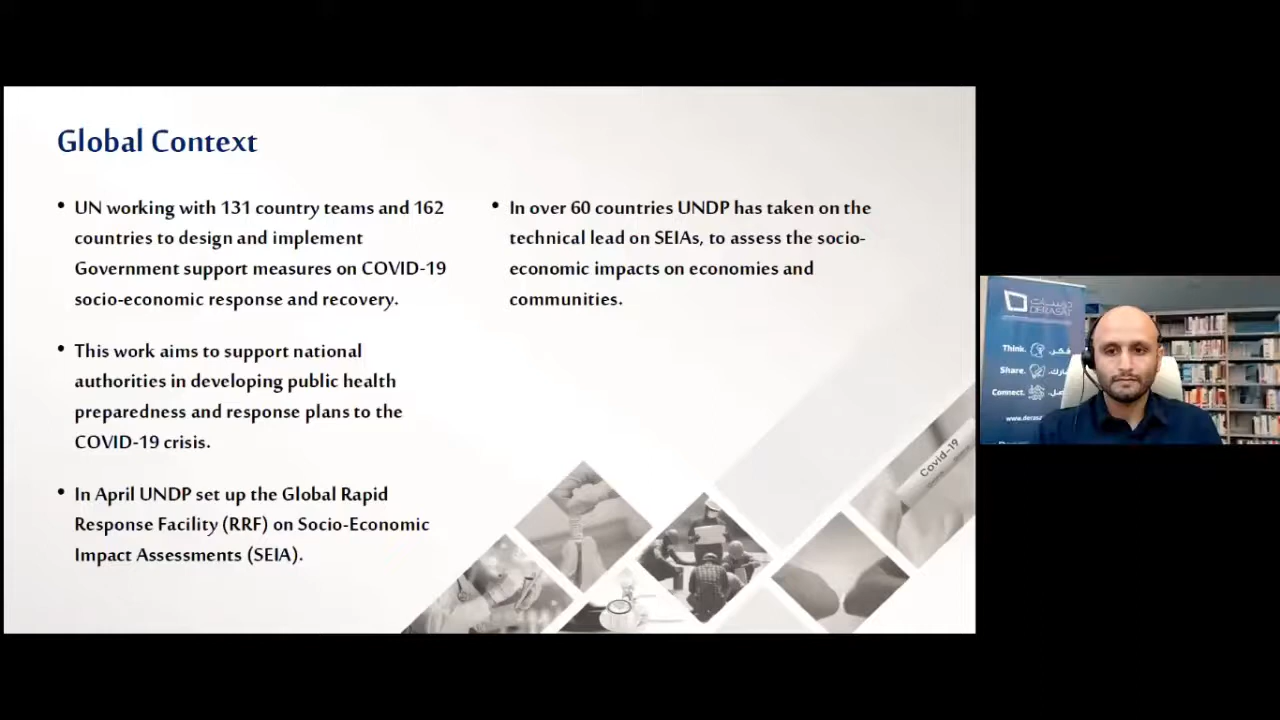 Global Context
• UN working with 131 country teams and 162
countries to design and implement
Government support measures on COVID-19
socio-economic response and recovery.
• This work aims to support national
authorities in developing public health
preparedness and response plans to the
COVID-19 crisis.
• In April UNDP set up the Global Rapid
Response Facility (RRF) on Socio-Economic
Impact Assessments (SEIA).
• In over 60 countries UNDP has taken on the
technical lead on SEIAs, to assess the socio-
economic impacts on economies and
communities.
Covid-19
دراسات
DERASAT
Think.
فكر.
Share.
Connect.